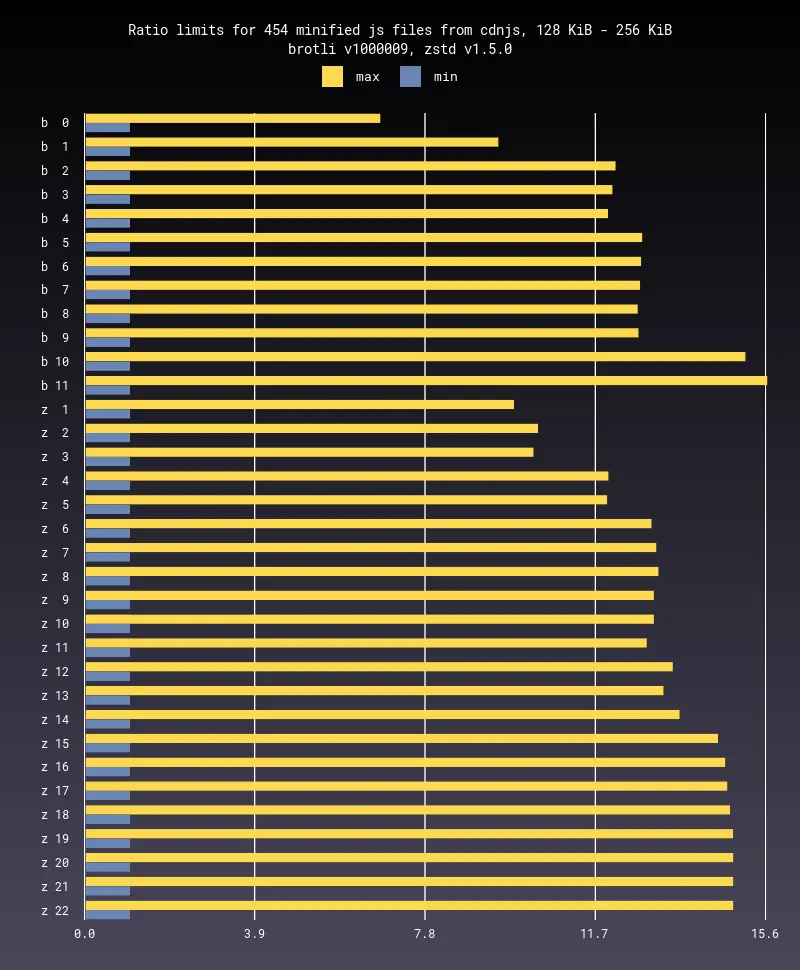 Ratio limits for 454 minified js files from cdnjs, 128 KiB - 256 KiB
brotli v1000009, zstd v1.5.0
max min
b 0
b 1
b 2
b 3
b 4
b 5
b 6
b 7
b 8
b 9
b 10
b 11
z 1
z 2
z 3
z 4
z 5
z 6
z 7
z 8
z 9
z 10
z 11
z 12
z 13
z 14
z 15
z 16
z 17
z 18
z 19
z 20
z 21
z 22
0.0 3.9 7.8 11.7 15.6